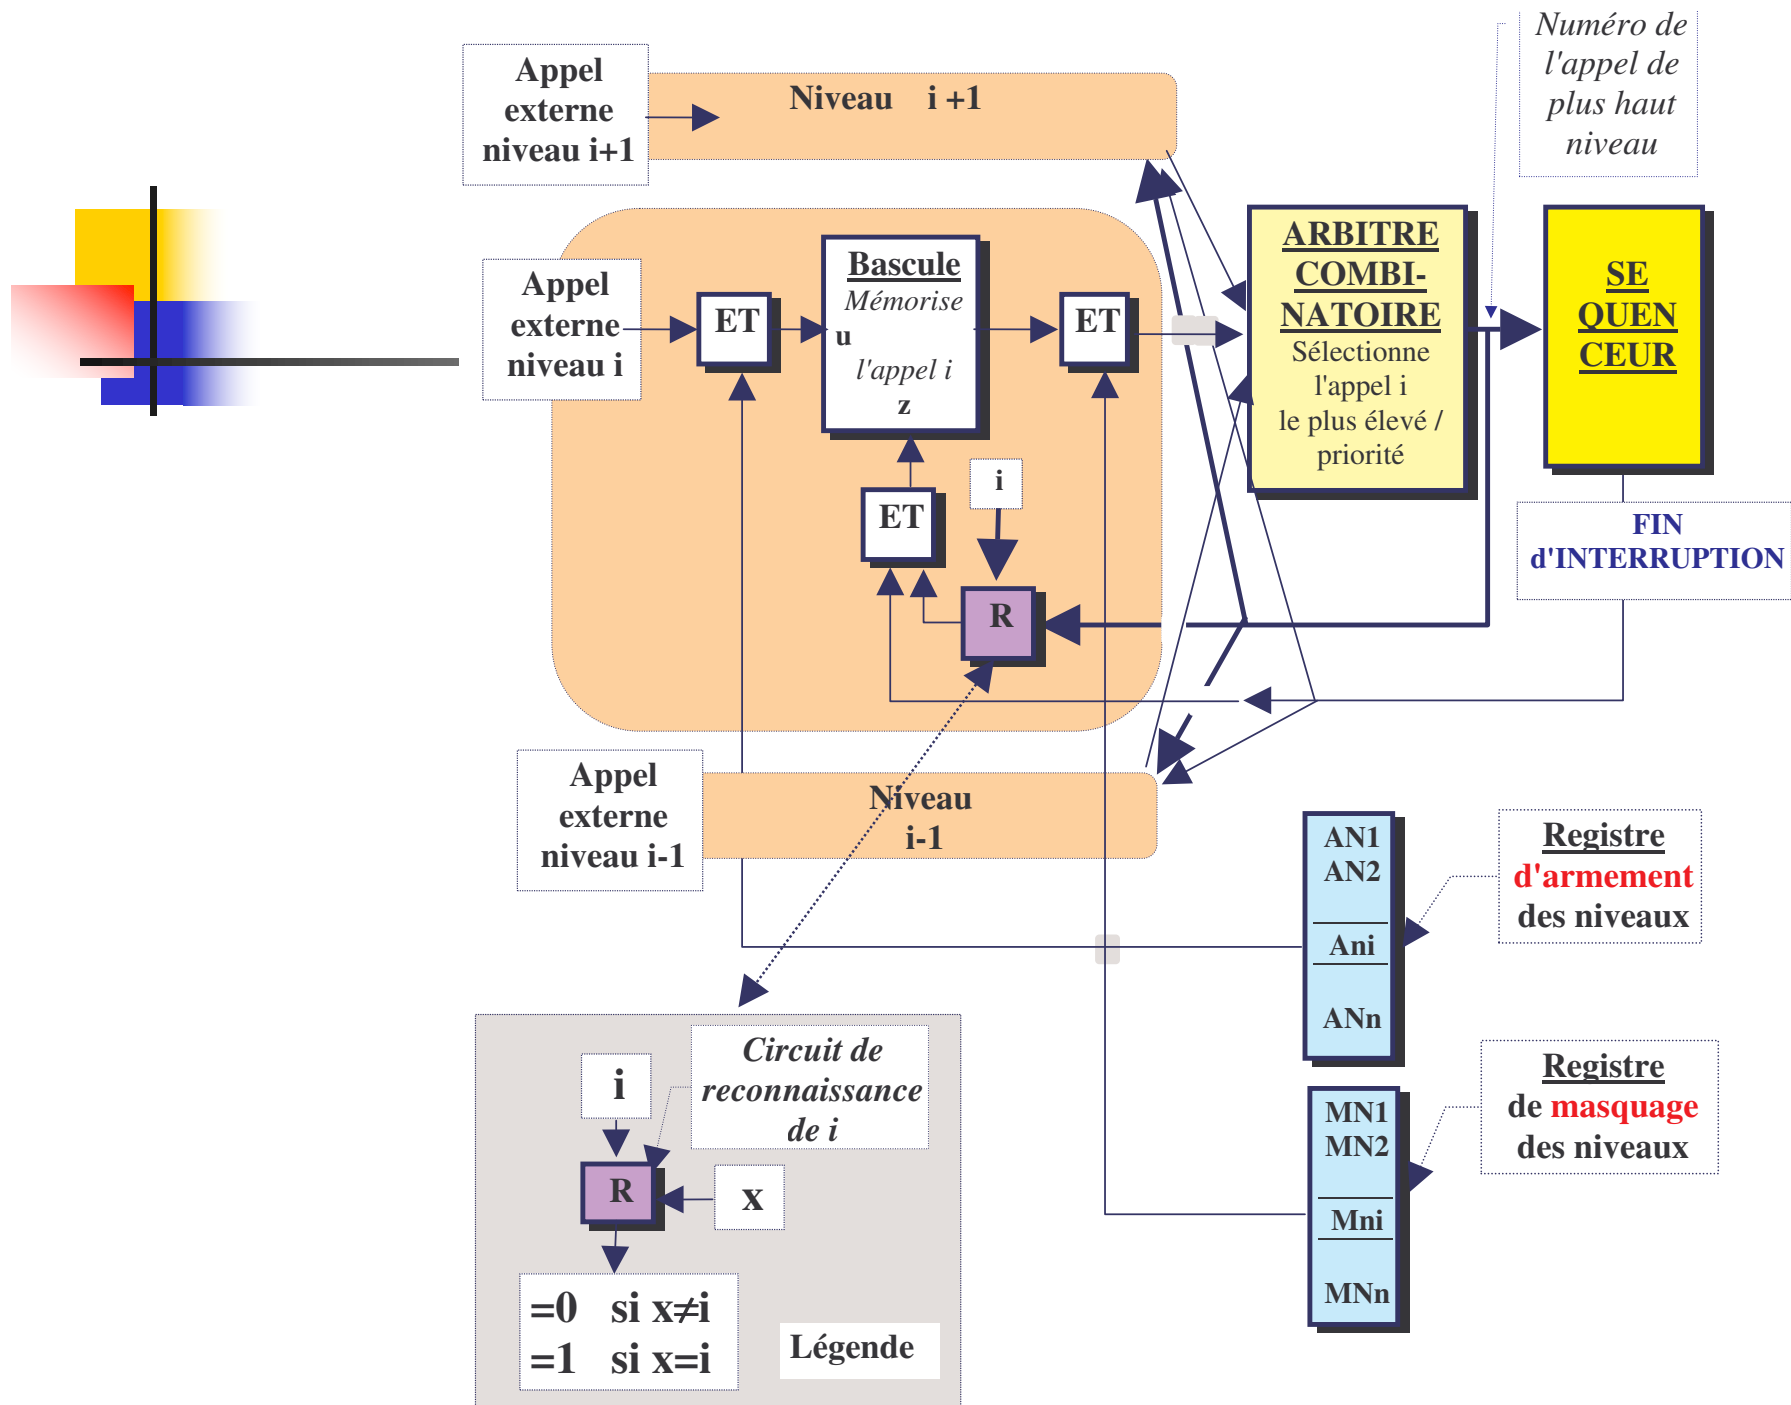 Appel
externe
niveau i+1
Niveau i +1
Numéro de
l'appel de
plus haut
niveau
Appel
externe
niveau i
ET
Bascule
Mémorise
u
l'appel i
z
ET
ET
i
R
ARBITRE
COMBI-
NATOIRE
Sélectionne
l'appel i
le plus élevé /
priorité
SE
QUEN
CEUR
FIN
d'INTERRUPTION
Appel
externe
niveau i-1
Niveau
i-1
AN1
AN2
Ani
ANn
Registre
d'armement
des niveaux
MN1
MN2
Mni
MNn
Registre
de masquage
des niveaux
i
Circuit de
reconnaissance
de i
R
x
=0 si x≠i
=1 si x=i
Légende